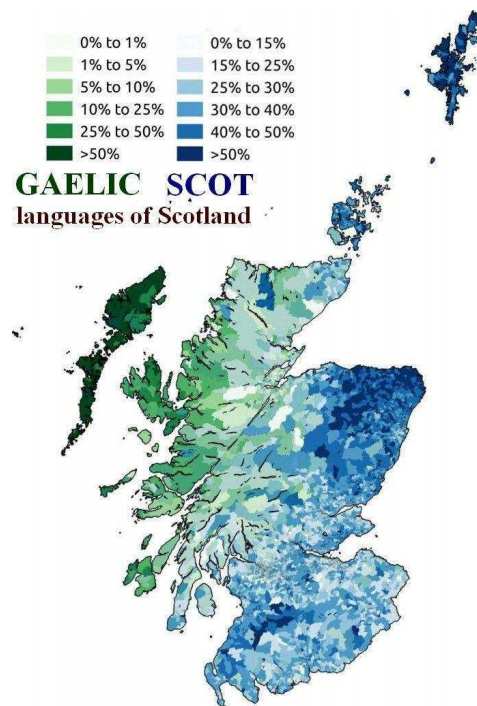 0% to 1% 0% to 15%
1% to 5% 15% to 25%
5% to 10% 25% to 30%
10% to 25% 30% to 40%
25% to 50% 40% to 50%
>50% >50%
GAELIC SCOT
languages of Scotland